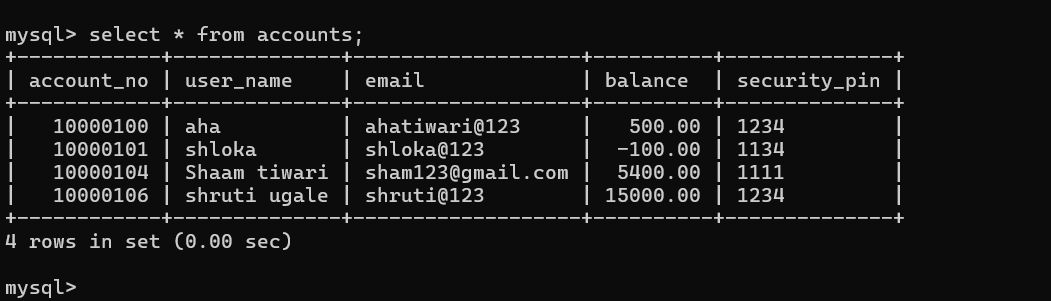 mysql> select * from accounts;
+------------+--------------+-------------------+----------+--------------+
| account_no | user_name    | email             | balance  | security_pin |
+------------+--------------+-------------------+----------+--------------+
|   10000100 | aha          | ahatiwari@123     |   500.00 | 1234         |
|   10000101 | shloka       | shloka@123        |  -100.00 | 1134         |
|   10000104 | Shaam tiwari | sham123@gmail.com |  5400.00 | 1111         |
|   10000106 | shruti ugale | shruti@123        | 15000.00 | 1234         |
+------------+--------------+-------------------+----------+--------------+
4 rows in set (0.00 sec)
mysql>